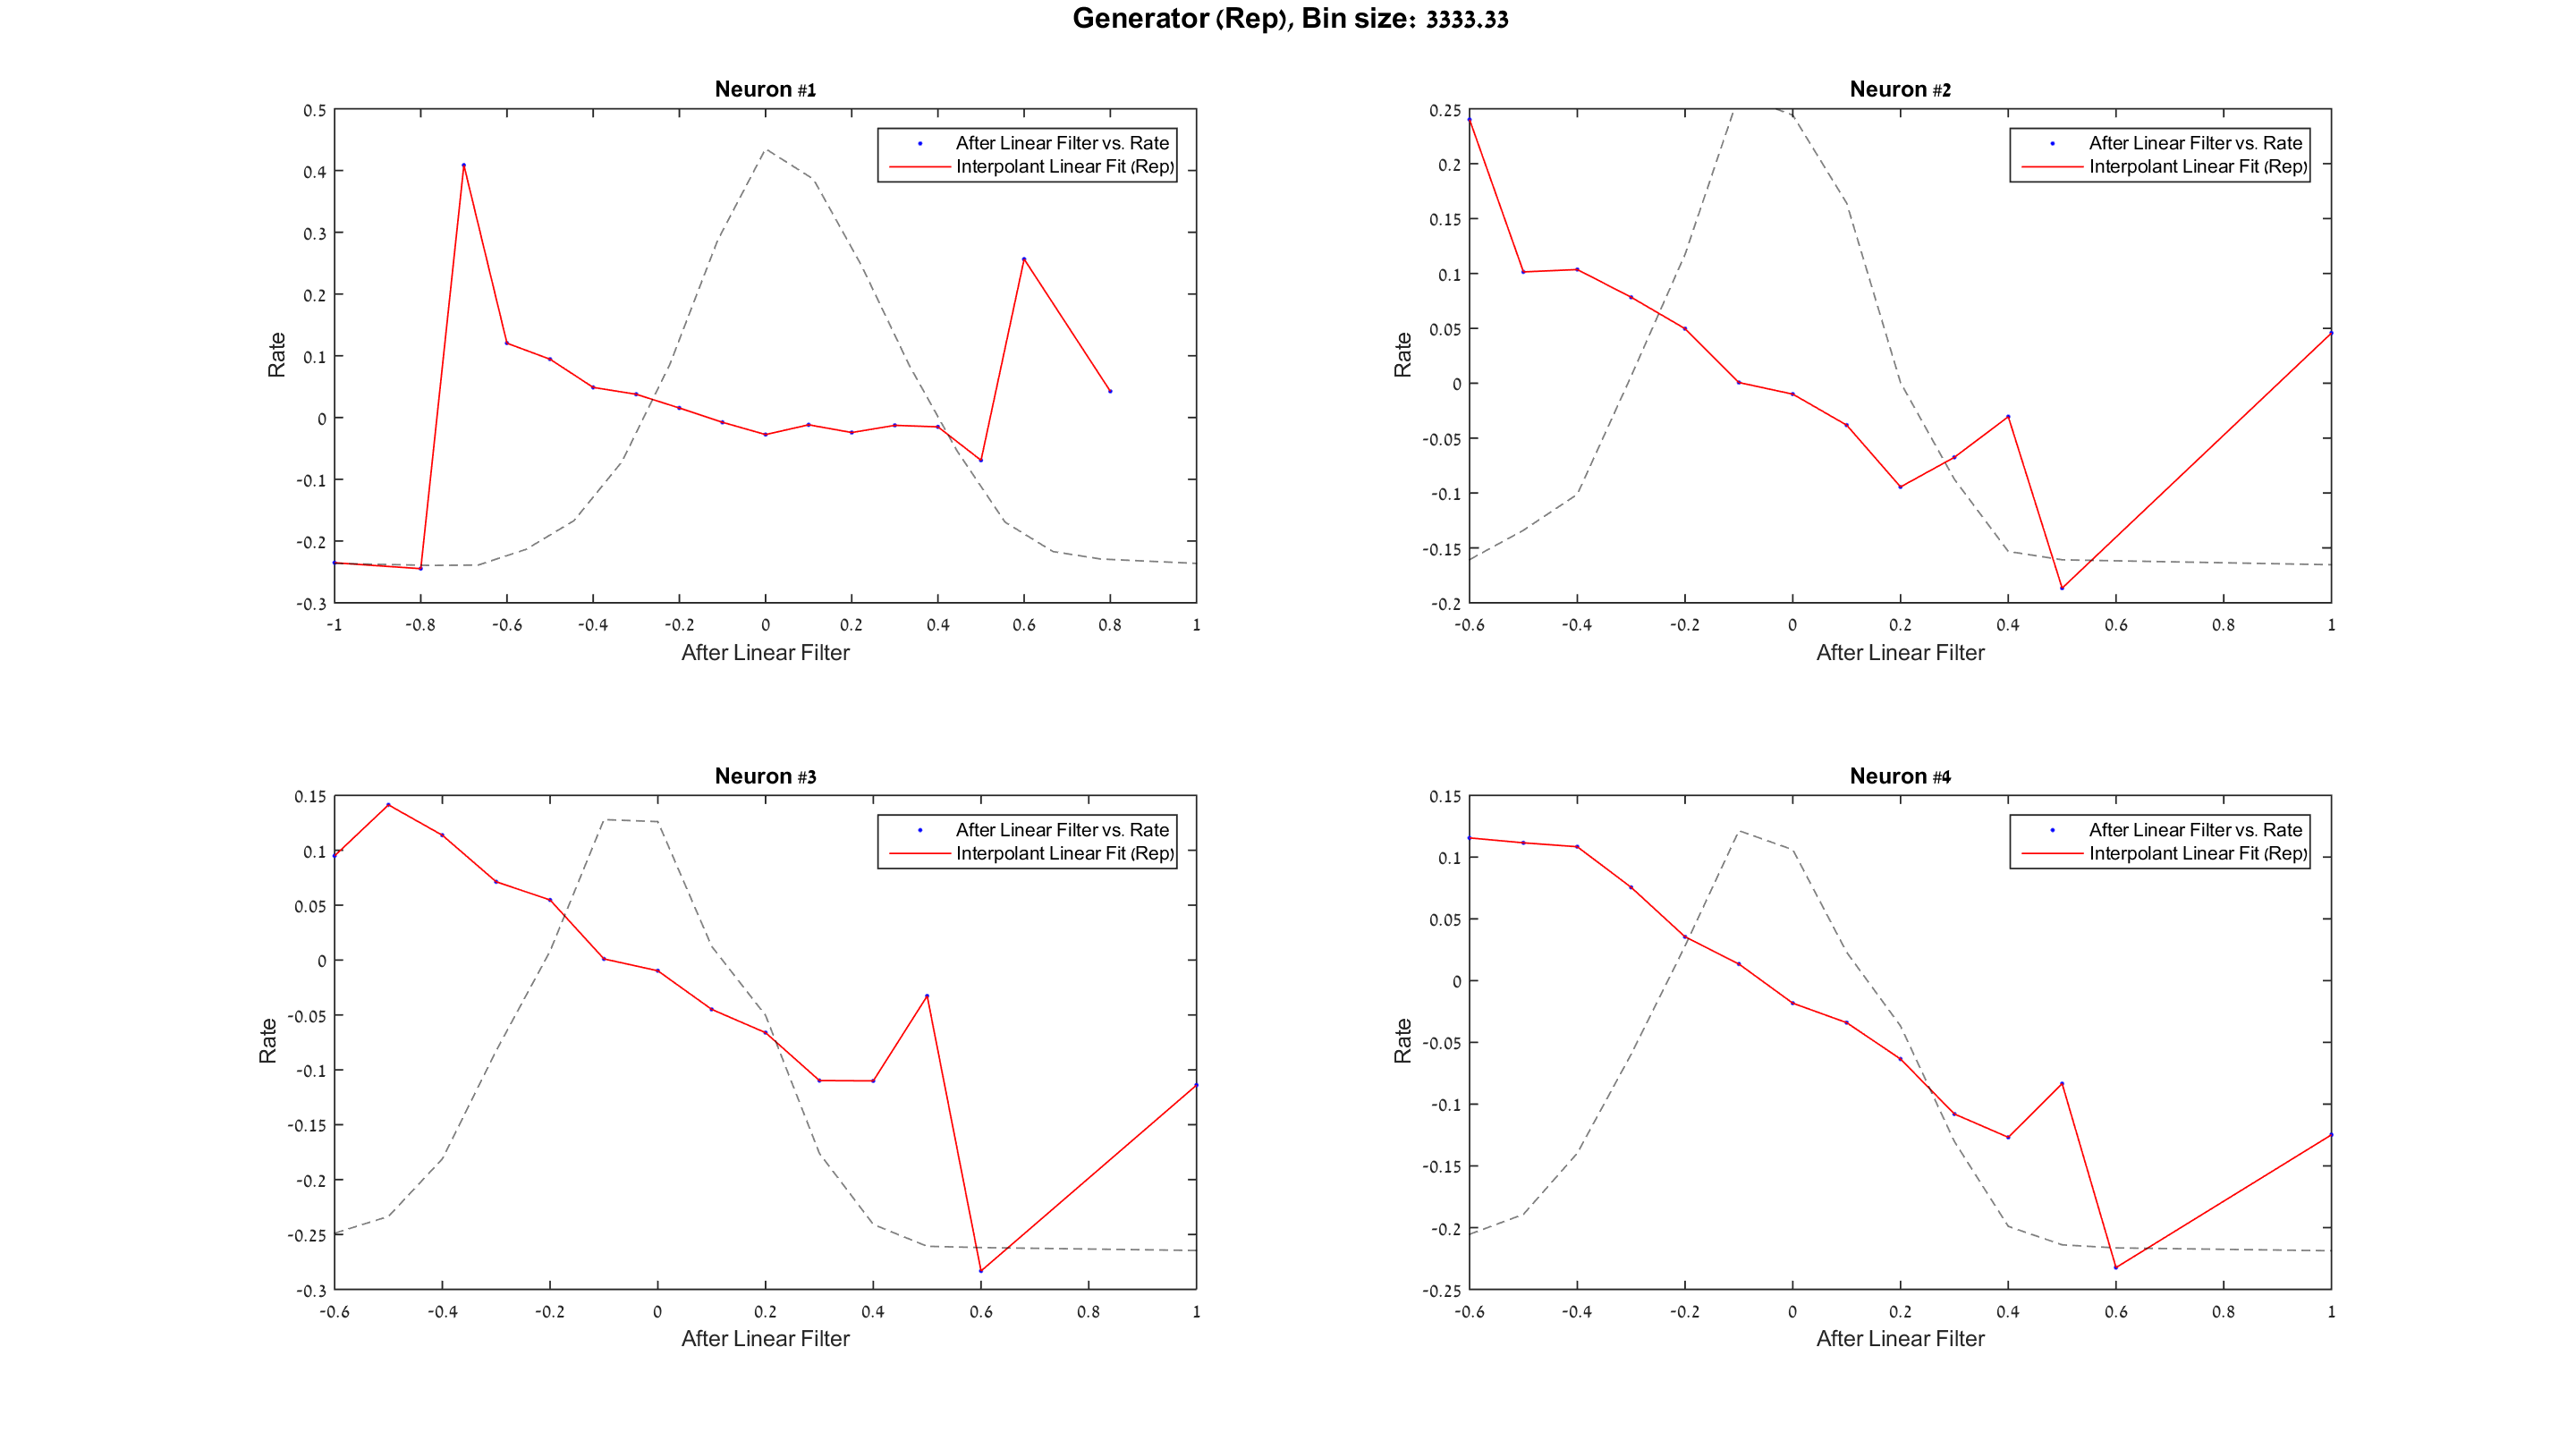 Generator (Rep), Bin size: 3333.33
Neuron #1
0.5
0.4
0.3
0.2
0.1
0
-0.1
-0.2
-0.3
Rate
After Linear Filter vs. Rate
Interpolant Linear Fit (Rep)
-1 -0.8 -0.6 -0.4 -0.2 0 0.2 0.4 0.6 0.8 1
After Linear Filter
Neuron #2
0.25
0.2
0.15
0.1
0.05
0
-0.05
-0.1
-0.15
-0.2
Rate
After Linear Filter vs. Rate
Interpolant Linear Fit (Rep)
-0.6 -0.4 -0.2 0 0.2 0.4 0.6 0.8 1
After Linear Filter
Neuron #3
0.15
0.1
0.05
0
-0.05
-0.1
-0.15
-0.2
-0.25
-0.3
Rate
After Linear Filter vs. Rate
Interpolant Linear Fit (Rep)
-0.6 -0.4 -0.2 0 0.2 0.4 0.6 0.8 1
After Linear Filter
Neuron #4
0.15
0.1
0.05
0
-0.05
-0.1
-0.15
-0.2
-0.25
Rate
After Linear Filter vs. Rate
Interpolant Linear Fit (Rep)
-0.6 -0.4 -0.2 0 0.2 0.4 0.6 0.8 1
After Linear Filter